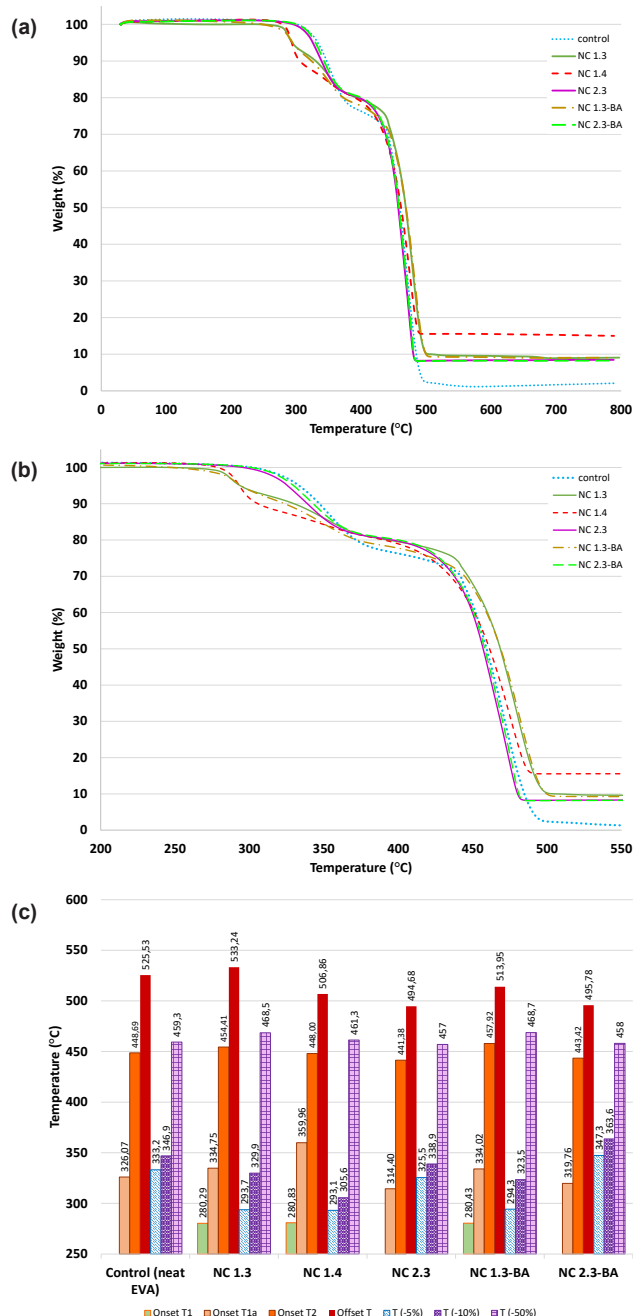 (a)
110
100
90
80
70
60
50
40
30
20
10
0
Weight (%)
control
NC 1.3
NC 1.4
NC 2.3
NC 1.3-BA
NC 2.3-BA
0 100 200 300 400 500 600 700 800
Temperature (°C)
(b)
100
90
80
70
60
50
40
30
20
10
0
Weight (%)
control
NC 1.3
NC 1.4
NC 2.3
NC 1.3-BA
NC 2.3-BA
200 250 300 350 400 450 500 550
Temperature (°C)
(c)
600
550
500
450
400
350
300
250
Temperature (°C)
326,07 448,69 525,53 333,2 346,9 459,3
280,29 334,75 454,41 533,24 293,7 329,9 468,5
280,83 359,96 448,00 506,86 293,1 305,6 461,3
314,40 441,38 494,68 325,5 338,9 457
280,43 334,02 457,92 513,95 294,3 323,5 468,7
319,76 443,42 495,78 347,3 363,6 458
Control (neat EVA) NC 1.3 NC 1.4 NC 2.3 NC 1.3-BA NC 2.3-BA
Onset T1 Onset T1a Onset T2 Offset T T (-5%) T (-10%) T (-50%)